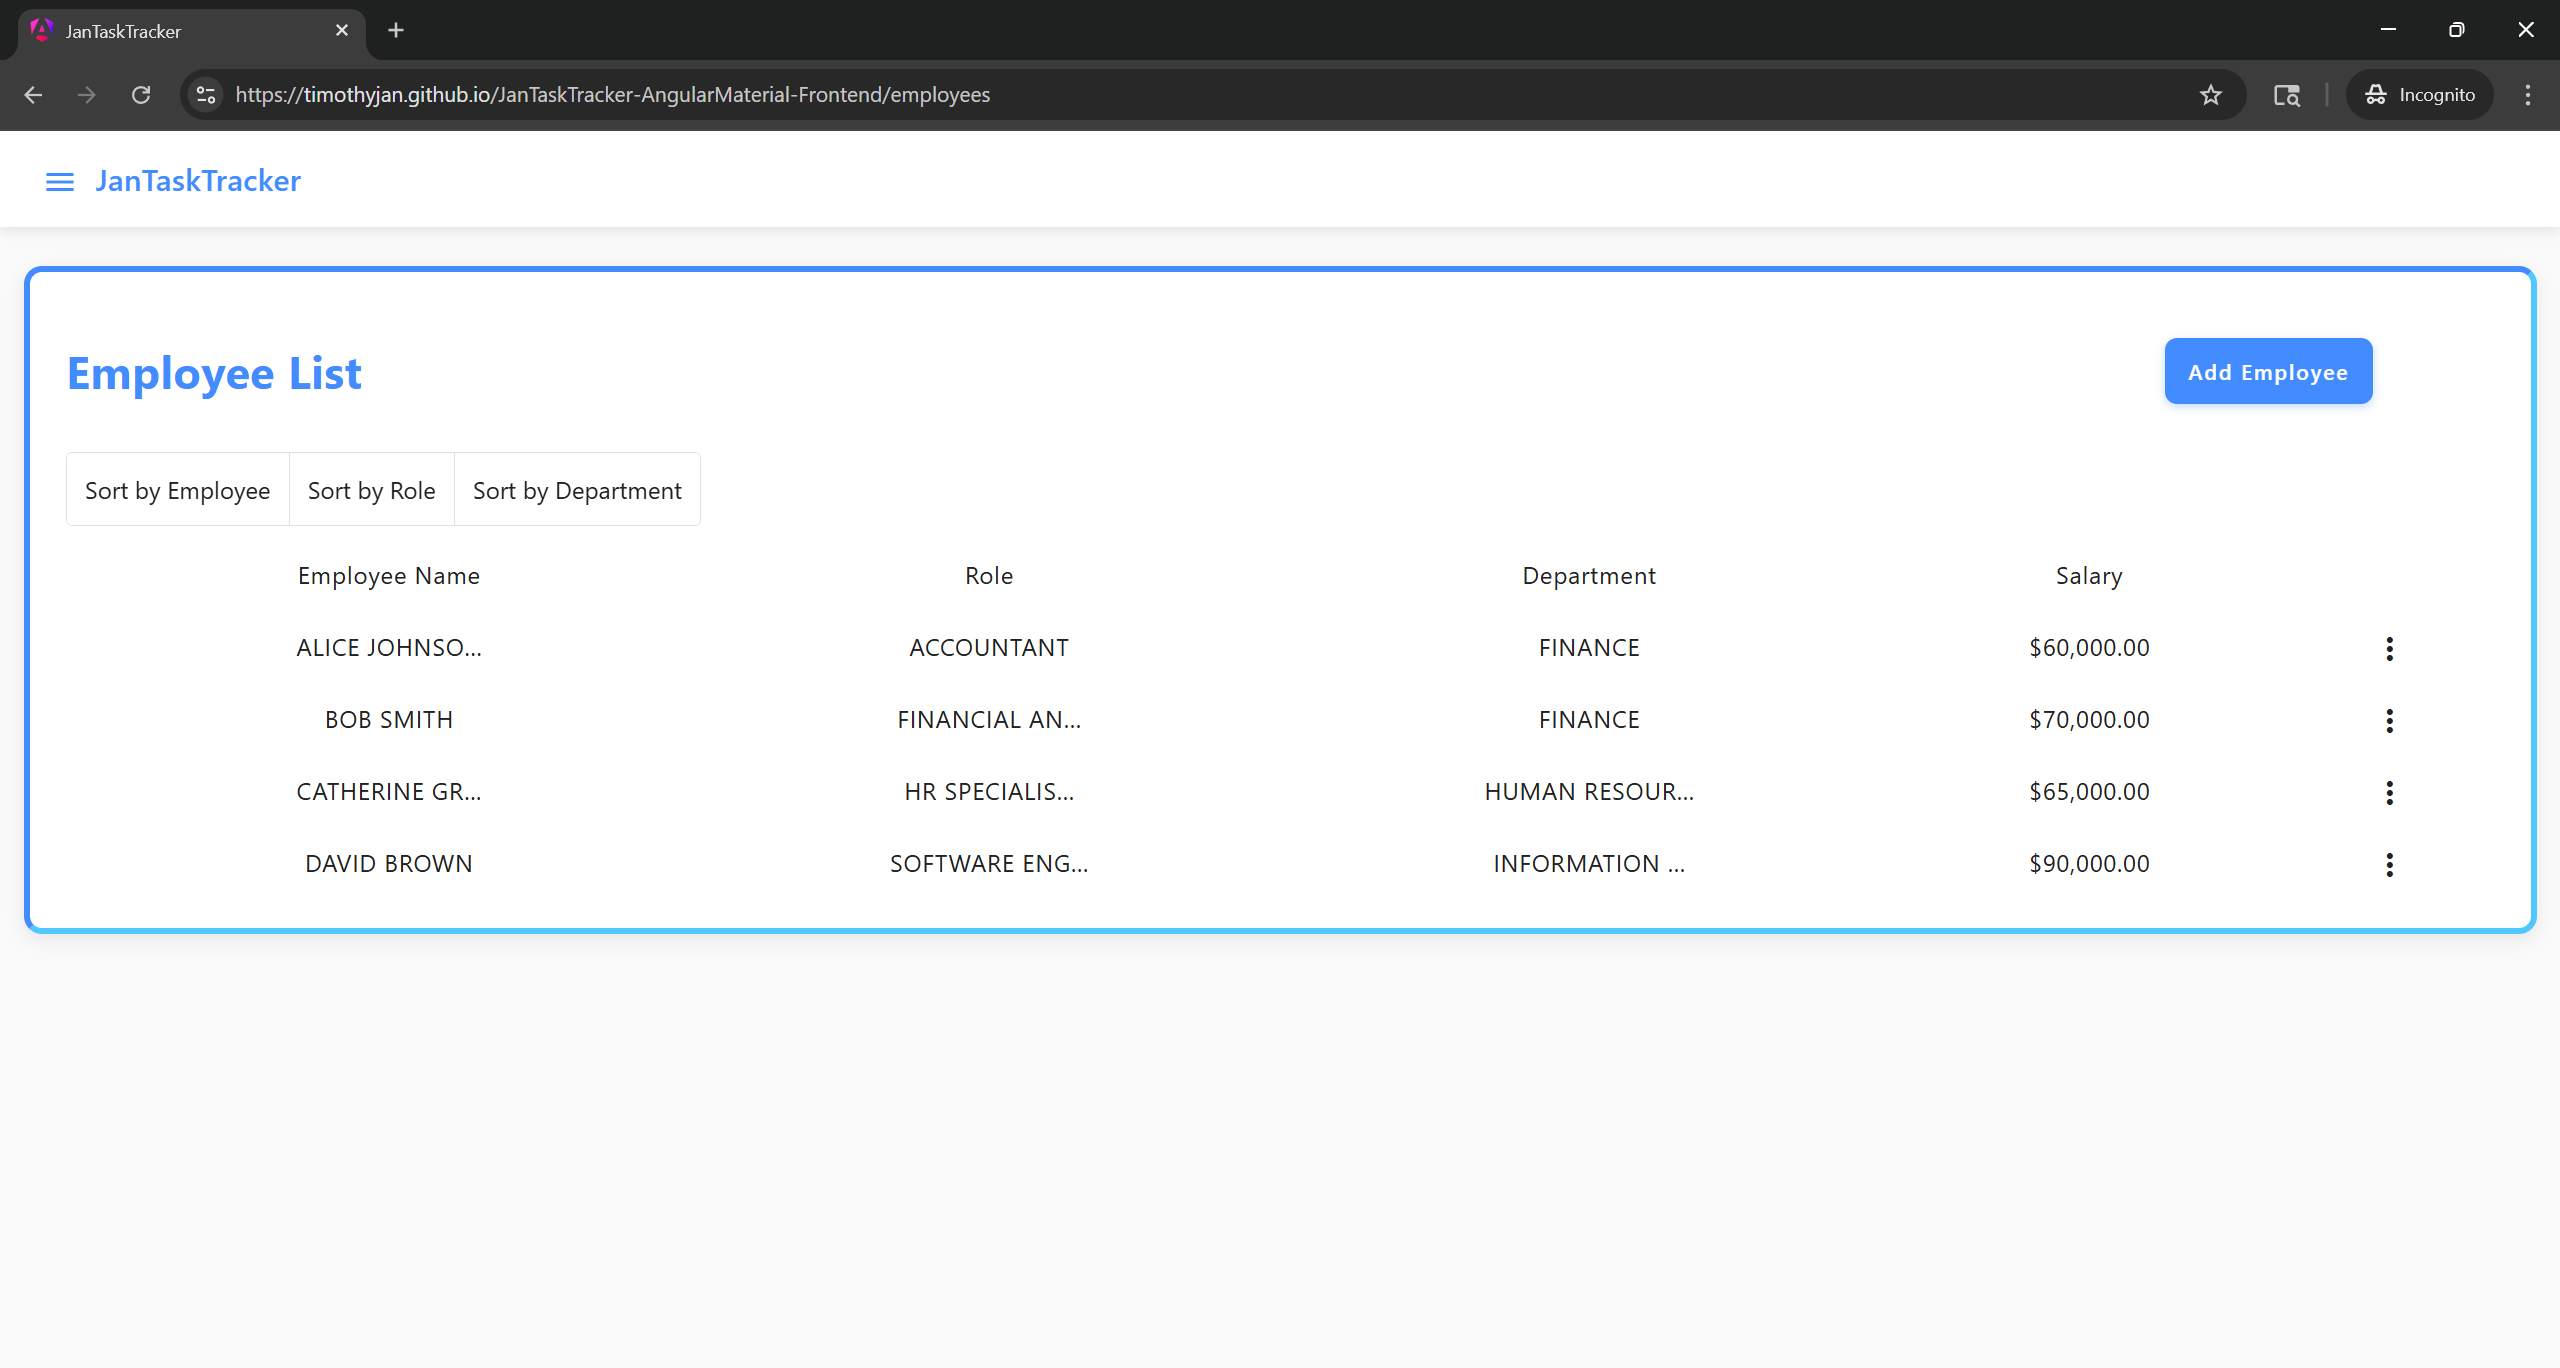 JanTaskTracker
https://timothyjan.github.io/JanTaskTracker-AngularMaterial-Frontend/employees
Incognito
JanTaskTracker
Employee List
Add Employee
Sort by Employee Sort by Role Sort by Department
Employee Name Role Department Salary
ALICE JOHNSO... ACCOUNTANT FINANCE $60,000.00
BOB SMITH FINANCIAL AN... FINANCE $70,000.00
CATHERINE GR... HR SPECIALIS... HUMAN RESOUR... $65,000.00
DAVID BROWN SOFTWARE ENG... INFORMATION ... $90,000.00